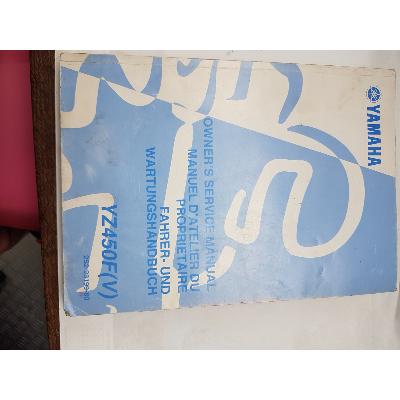 YAMAHA
OWNER'S SERVICE MANUAL
MANUEL D'ATELIER DU
PROPRIETAIRE
FAHRER- UND
WARTUNGSHANDBUCH
YZ450F(V)